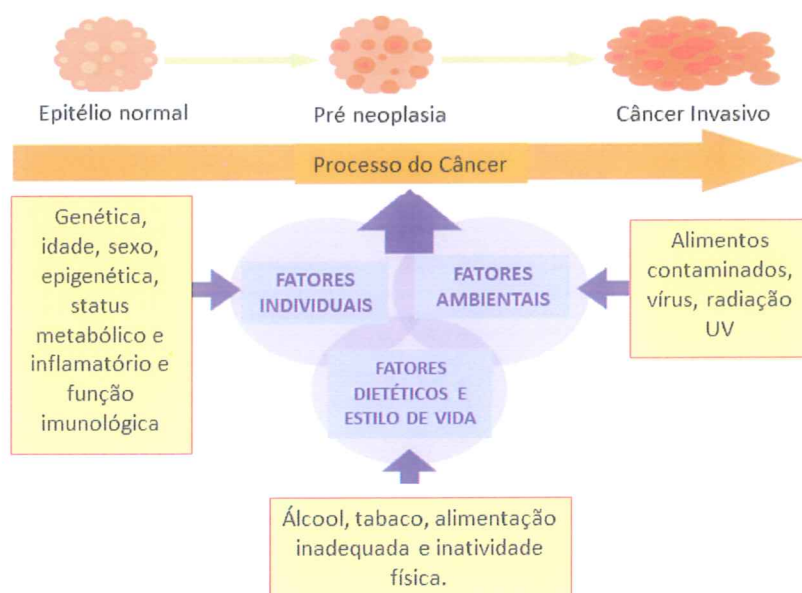 Epitélio normal
Pré neoplasia
Câncer Invasivo
Processo do Câncer
Genética,
idade, sexo,
epigenética,
status
metabólico e
inflamatório e
função
imunológica
FATORES
INDIVIDUAIS
FATORES
AMBIENTAIS
Alimentos
contaminados,
vírus, radiação
UV
FATORES
DIETÉTICOS E
ESTILO DE VIDA
Álcool, tabaco, alimentação
inadequada e inatividade
física.